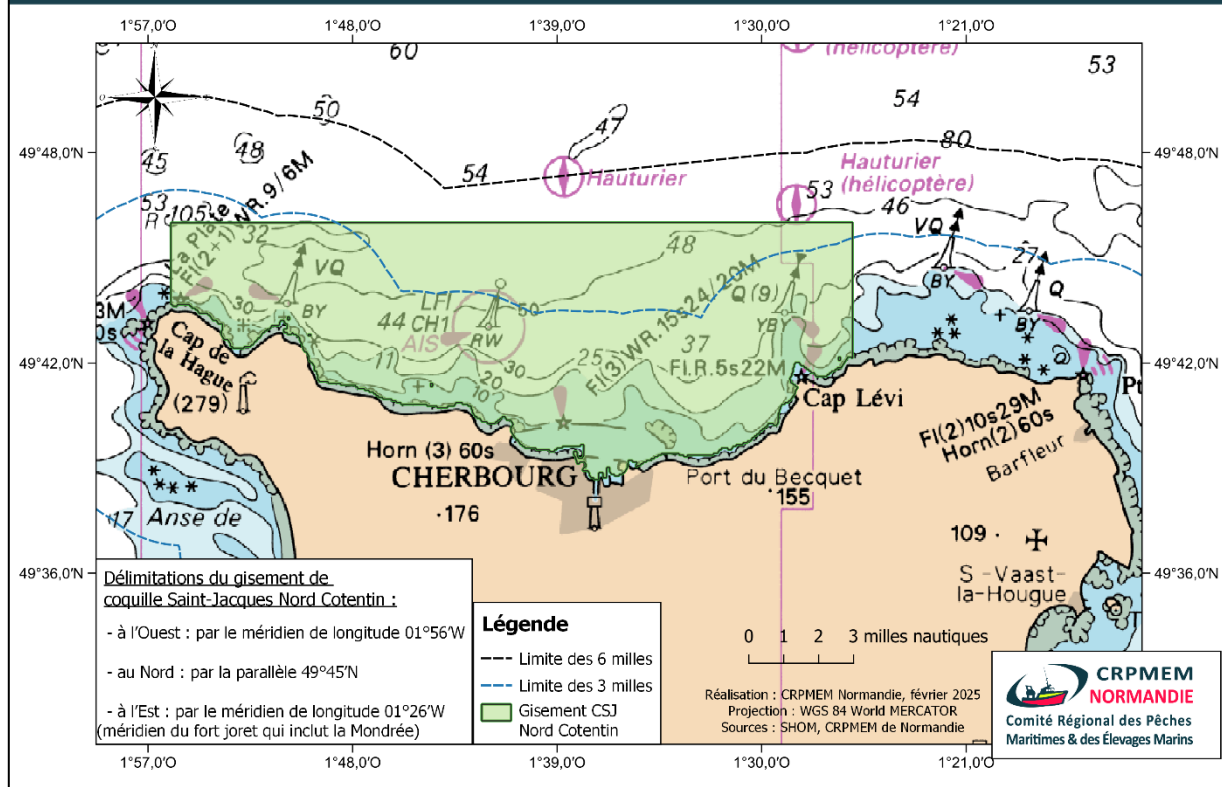 1°57,0'O 1°48,0'O 1°39,0'O 1°30,0'O 1°21,0'O
60
(hélicoptère)
53
50
54
47
49°48,0'N
48
45
54
80
49°48,0'N
Hauturier
Hauturier
(hélicoptère)
53
46
53
R
105
La Plate
Fl(2+1)WR.9/6M
32
48
VQ
VQ
27
Q
BY
BY
BY
30
44
LFl
CH1
AIS
RW
50
Q(9)
YBY
3M
0s
11
25
37
30
20
10
Fl(3)WR.15s24/20M
Fl.R.5s22M
49°42,0'N
49°42,0'N
Cap de
la Hague
(279)
Cap Lévi
Pt
Fl(2)10s29M
Horn(2)60s
Barfleur
Horn (3) 60s
CHERBOURG
Port du Becquet
155
176
17
Anse de
109
S -Vaast-
la-Hougue
49°36,0'N
49°36,0'N
Délimitations du gisement de
coquille Saint-Jacques Nord Cotentin :
- à l'Ouest : par le méridien de longitude 01°56'W
- au Nord : par la parallèle 49°45'N
- à l'Est : par le méridien de longitude 01°26'W
(méridien du fort joret qui inclut la Mondrée)
Légende
Limite des 6 milles
Limite des 3 milles
Gisement CSJ
Nord Cotentin
0 1 2 3 milles nautiques
Réalisation : CRPMEM Normandie, février 2025
Projection : WGS 84 World MERCATOR
Sources : SHOM, CRPMEM de Normandie
CRPMEM
NORMANDIE
Comité Régional des Pêches
Maritimes & des Élevages Marins
1°57,0'O 1°48,0'O 1°39,0'O 1°30,0'O 1°21,0'O